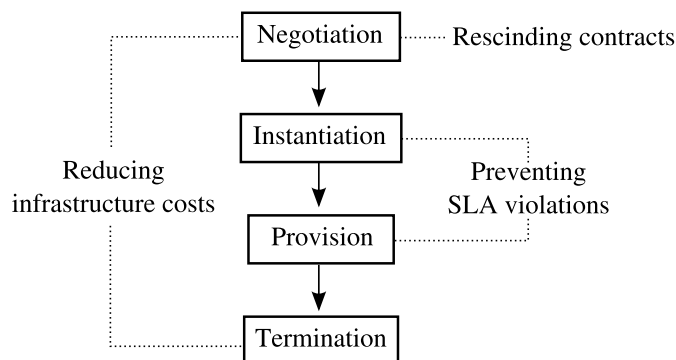 Negotiation
Rescinding contracts
Instantiation
Reducing
infrastructure costs
Preventing
SLA violations
Provision
Termination